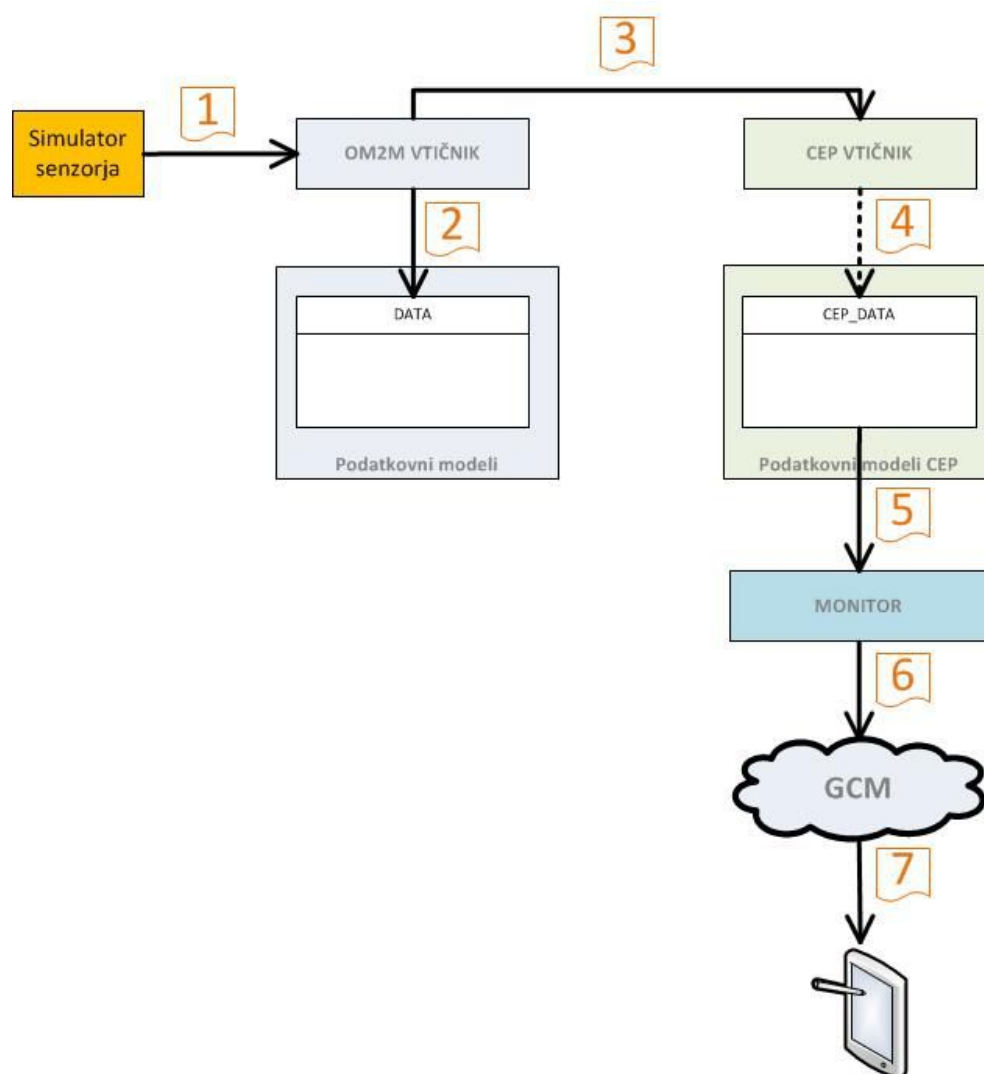 3
1
Simulator
senzorja
OM2M VTIČNIK
CEP VTIČNIK
2
4
DATA
CEP_DATA
Podatkovni modeli
Podatkovni modeli CEP
5
MONITOR
6
GCM
7